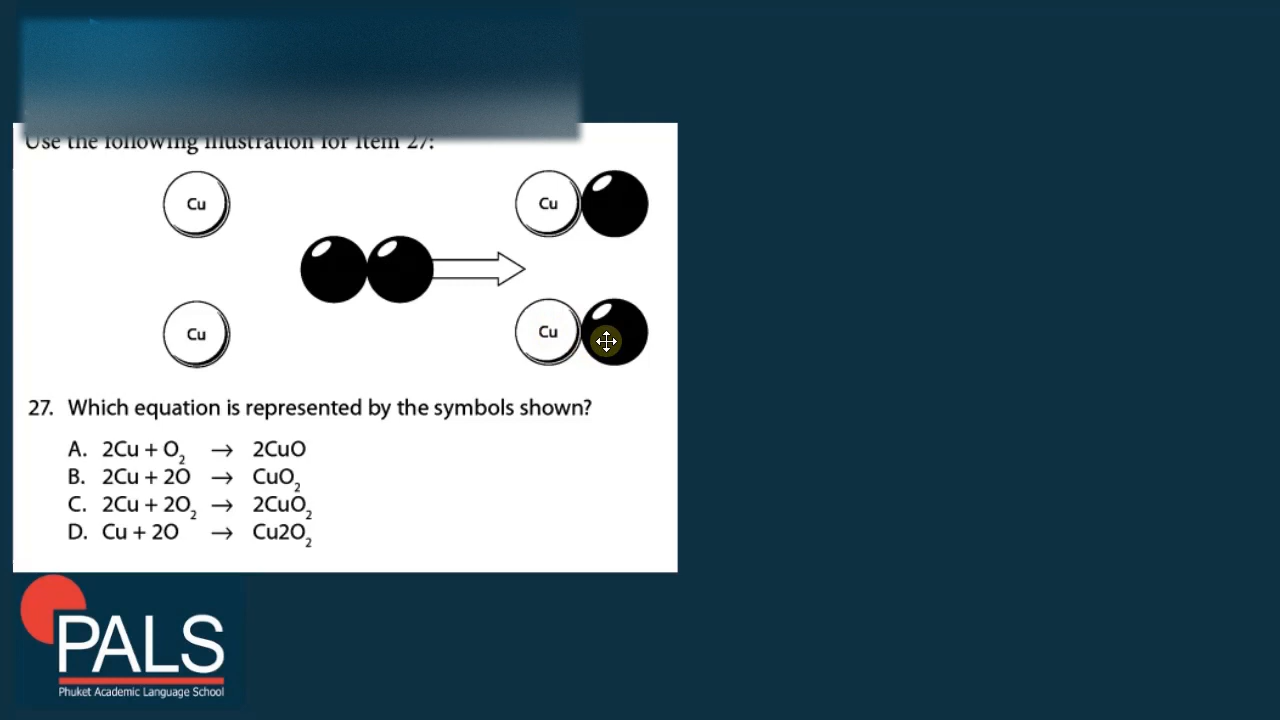 Use the following illustration for Item 27:
Cu
Cu
Cu
Cu
27. Which equation is represented by the symbols shown?
A. 2Cu + O₂ → 2CuO
B. 2Cu + 2O → CuO₂
C. 2Cu + 2O₂ → 2CuO₂
D. Cu + 2O → Cu2O₂
PALS
Phuket Academic Language School